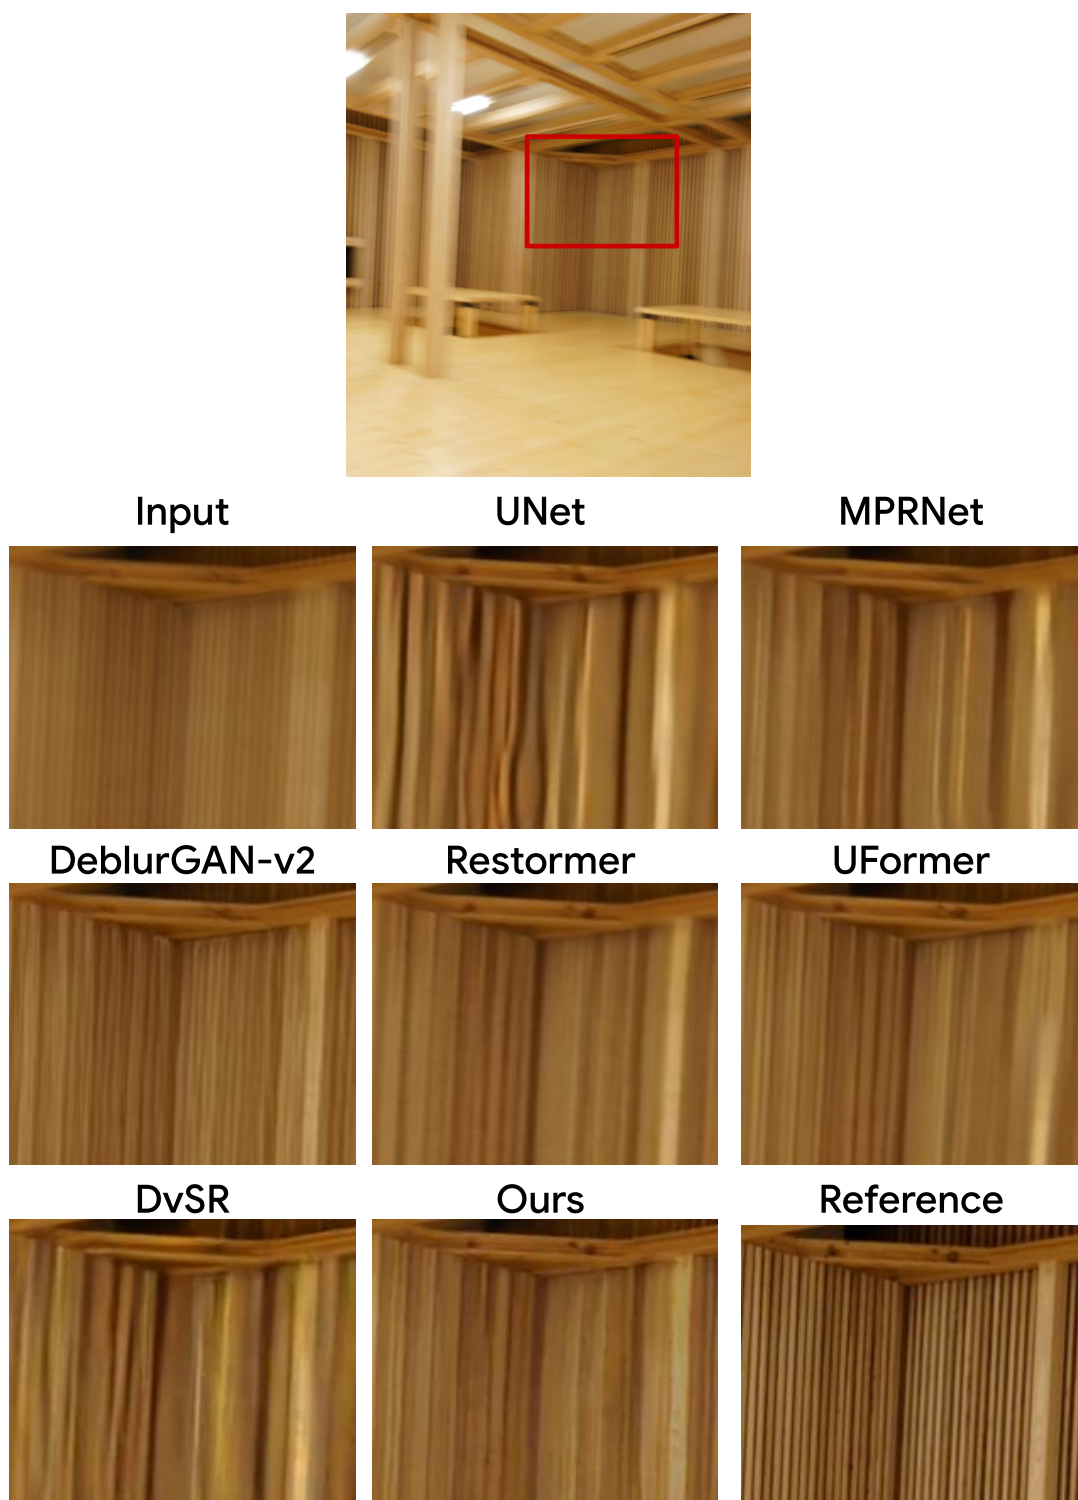 Input
UNet
MPRNet
DeblurGAN-v2
Restormer
UFormer
DvSR
Ours
Reference